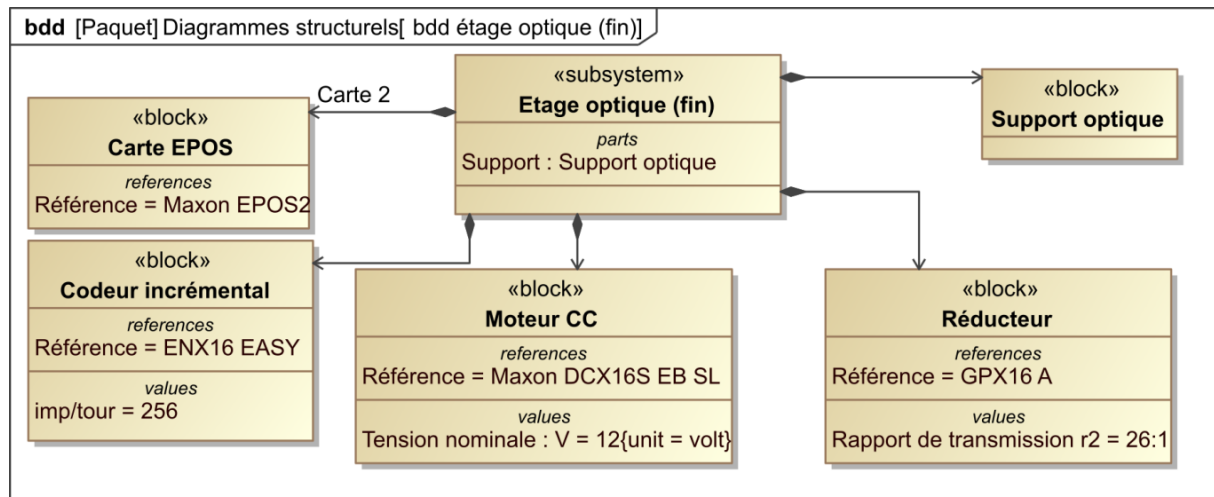 bdd [Paquet] Diagrammes structurels[ bdd étage optique (fin)]
«subsystem»
Etage optique (fin)
parts
Support : Support optique
«block»
Support optique
Carte 2
«block»
Carte EPOS
references
Référence = Maxon EPOS2
«block»
Codeur incrémental
references
Référence = ENX16 EASY
values
imp/tour = 256
«block»
Moteur CC
references
Référence = Maxon DCX16S EB SL
values
Tension nominale : V = 12{unit = volt}
«block»
Réducteur
references
Référence = GPX16 A
values
Rapport de transmission r2 = 26:1